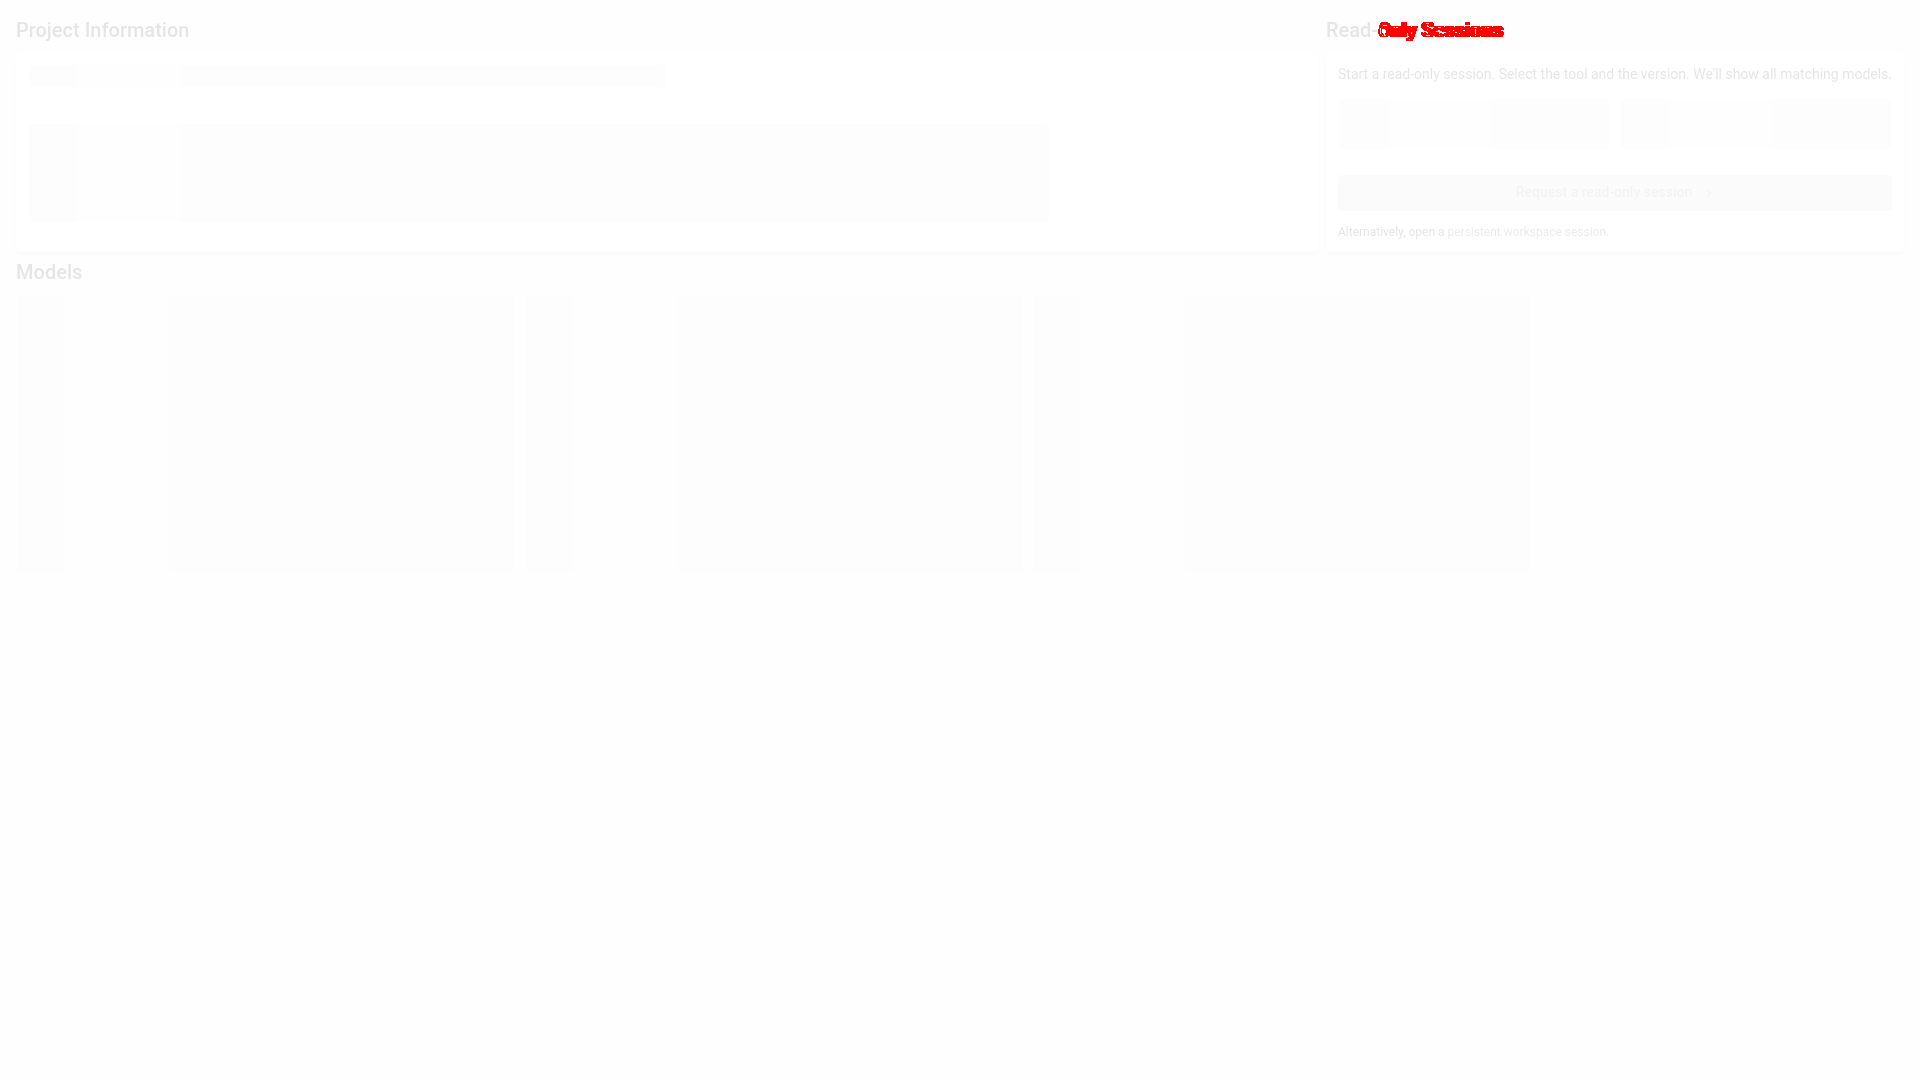 Project Information
Read-Only Sessions
Start a read-only session. Select the tool and the version. We'll show all matching models.
Request a read-only session
Alternatively, open a persistent workspace session.
Models